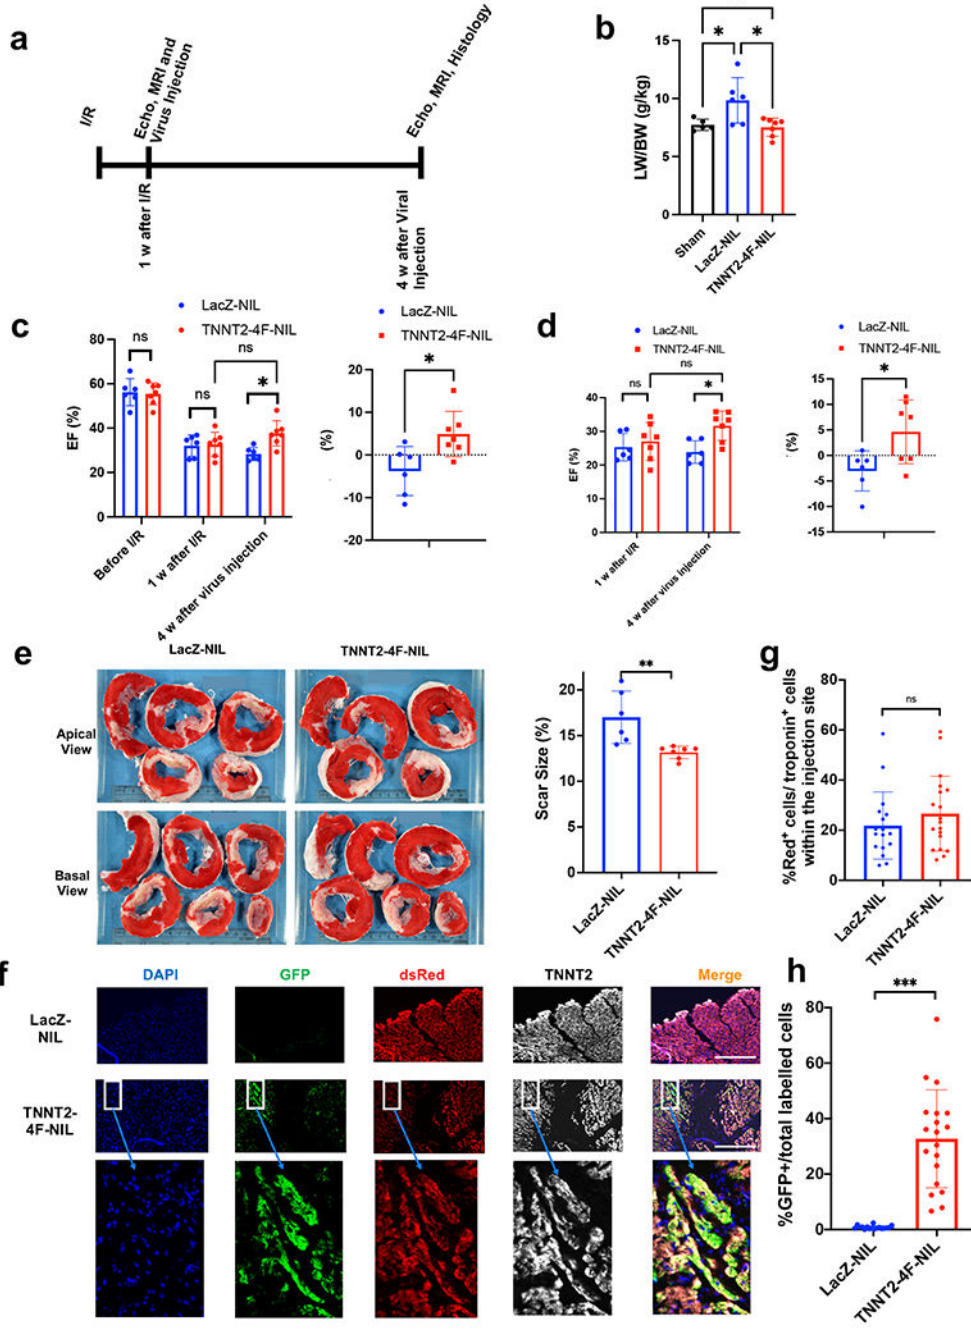 a
I/R
Echo, MRI and
Virus Injection
Echo, MRI, Histology
1 w after I/R
4 w after Viral
Injection
b
*
*
LW/BW (g/kg)
15
10
5
0
Sham
LacZ-NIL
TNNT2-4F-NIL
c
LacZ-NIL
TNNT2-4F-NIL
EF (%)
80
60
40
20
0
ns
ns
ns
*
Before I/R
1 w after I/R
4 w after virus injection
LacZ-NIL
TNNT2-4F-NIL
(%)
20
10
0
-10
-20
*
d
LacZ-NIL
TNNT2-4F-NIL
EF (%)
40
30
20
10
0
ns
ns
*
1 w after I/R
4 w after virus injection
LacZ-NIL
TNNT2-4F-NIL
(%)
15
10
5
0
-5
-10
-15
*
e
LacZ-NIL
TNNT2-4F-NIL
Apical
View
Basal
View
Scar Size (%)
20
15
10
5
0
**
LacZ-NIL
TNNT2-4F-NIL
g
%Red⁺ cells/ troponin⁺ cells
within the injection site
80
60
40
20
0
ns
LacZ-NIL
TNNT2-4F-NIL
f
DAPI
GFP
dsRed
TNNT2
Merge
LacZ-
NIL
TNNT2-
4F-NIL
h
%GFP+/total labelled cells
80
60
40
20
0
***
LacZ-NIL
TNNT2-4F-NIL